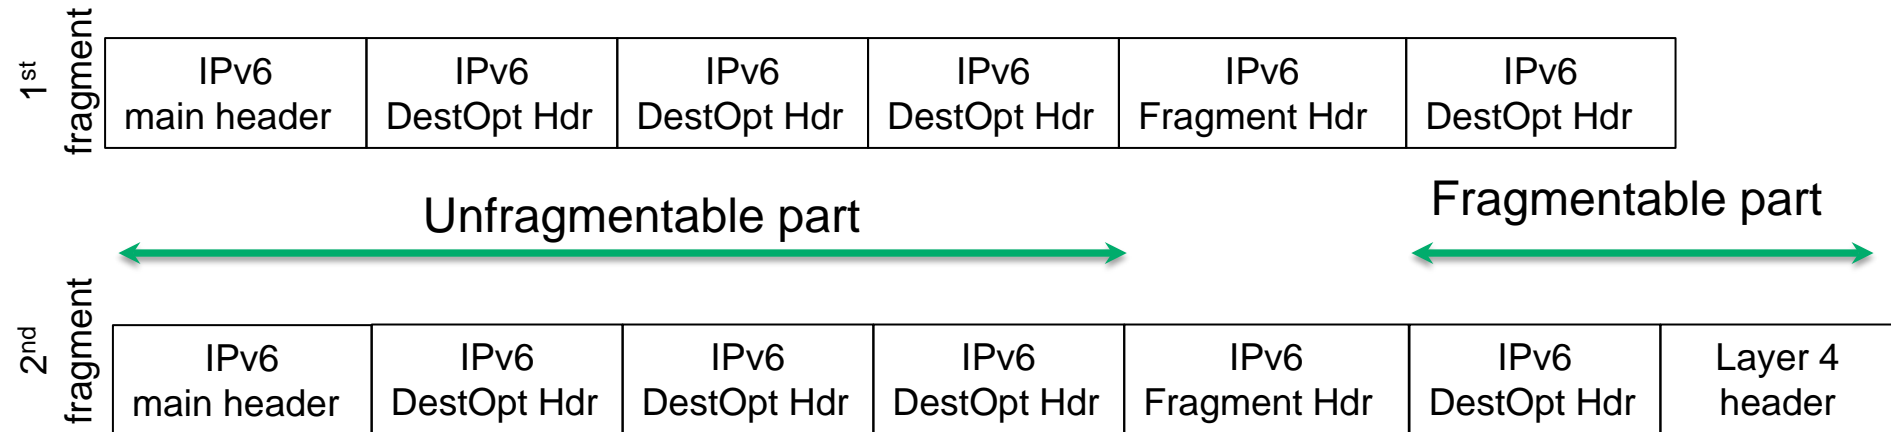 1st
fragment
IPv6
main header
IPv6
DestOpt Hdr
IPv6
DestOpt Hdr
IPv6
DestOpt Hdr
IPv6
Fragment Hdr
IPv6
DestOpt Hdr
Unfragmentable part
Fragmentable part
2nd
fragment
IPv6
main header
IPv6
DestOpt Hdr
IPv6
DestOpt Hdr
IPv6
DestOpt Hdr
IPv6
Fragment Hdr
IPv6
DestOpt Hdr
Layer 4
header